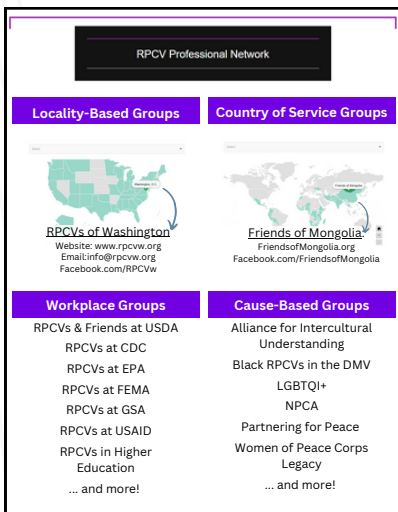 RPCV Professional Network
Locality-Based Groups
Washington, D.C.
RPCVs of Washington
Website: www.rpcvw.org
Email:info@rpcvw.org
Facebook.com/RPCVw
Country of Service Groups
Friends of Mongolia
Friends of Mongolia:
FriendsofMongolia.org
Facebook.com/FriendsofMongolia
Workplace Groups
RPCVs & Friends at USDA
RPCVs at CDC
RPCVs at EPA
RPCVs at FEMA
RPCVs at GSA
RPCVs at USAID
RPCVs in Higher
Education
... and more!
Cause-Based Groups
Alliance for Intercultural
Understanding
Black RPCVs in the DMV
LGBTQI+
NPCA
Partnering for Peace
Women of Peace Corps
Legacy
... and more!